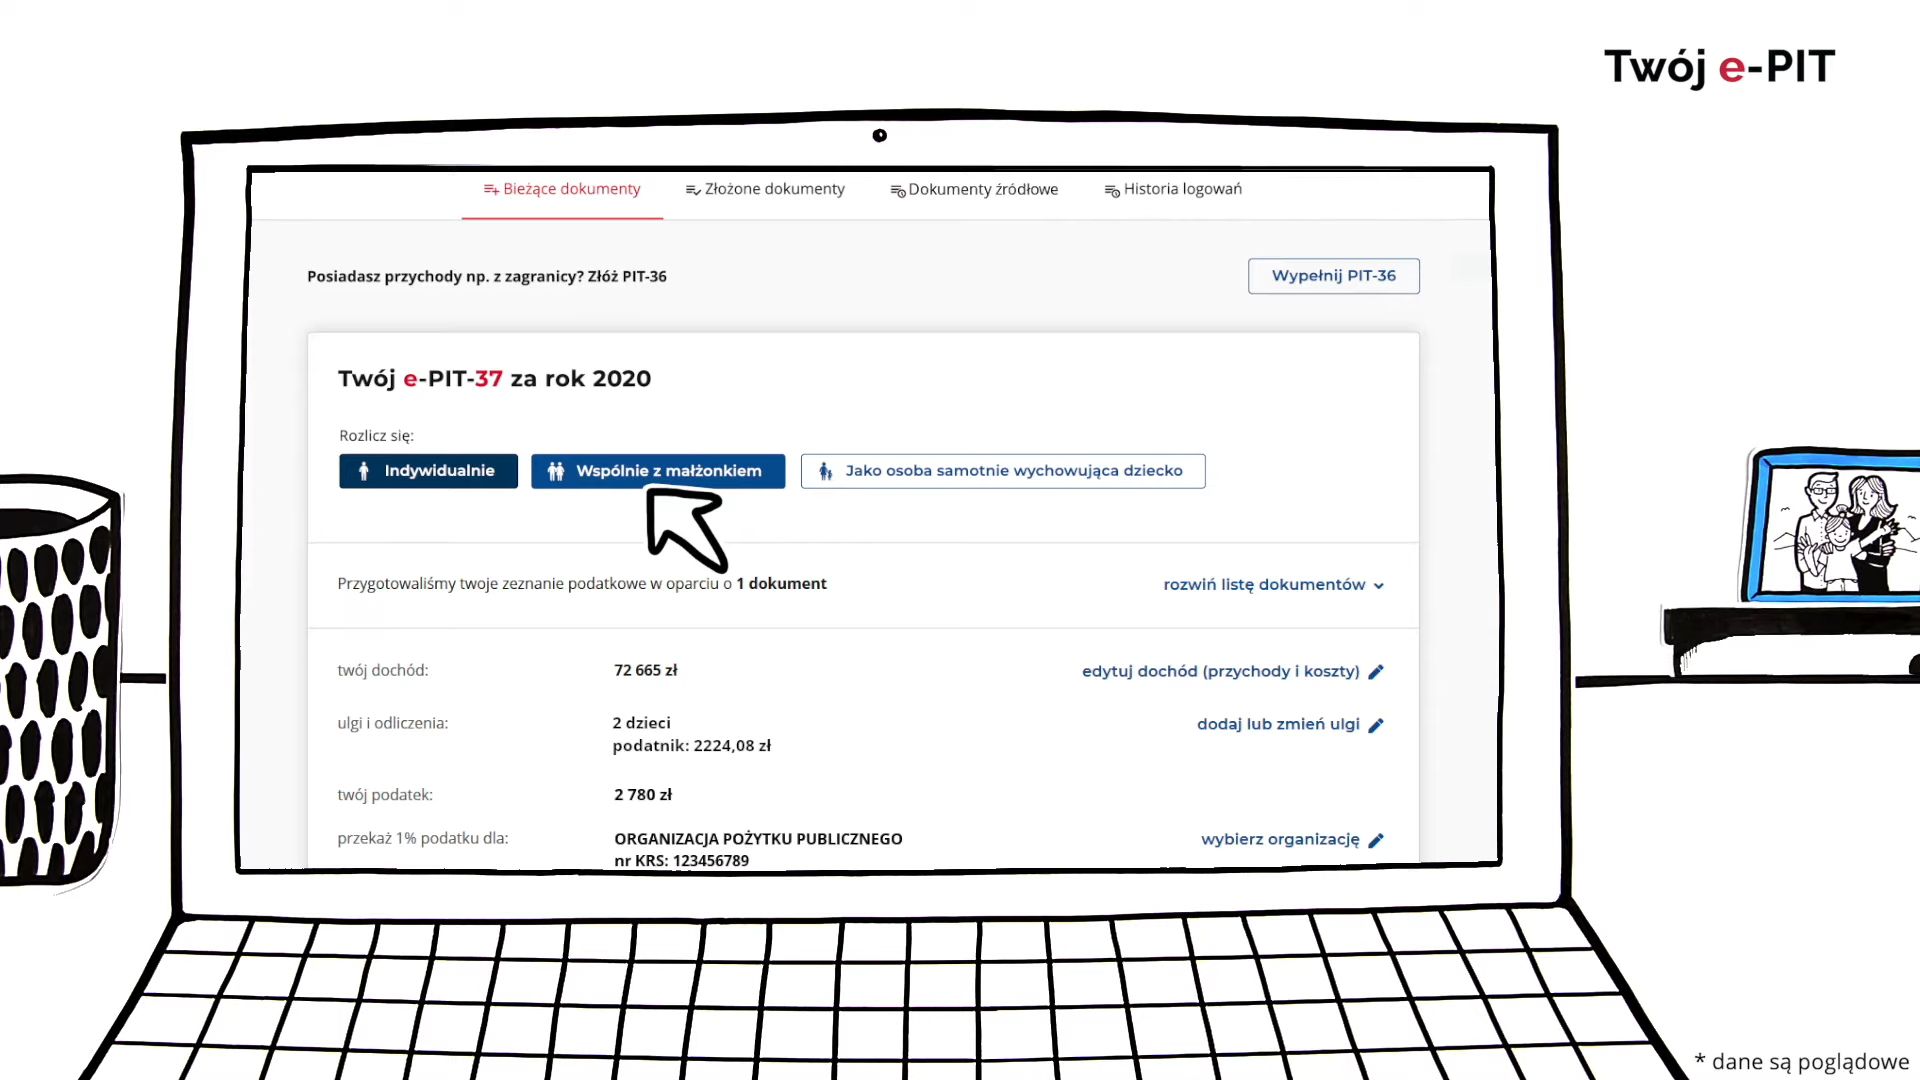 Twój e-PIT
Bieżące dokumenty
Złożone dokumenty
Dokumenty źródłowe
Historia logowań
Posiadasz przychody np. z zagranicy? Złóż PIT-36
Wypełnij PIT-36
Twój e-PIT-37 za rok 2020
Rozlicz się:
Indywidualnie
Wspólnie z małżonkiem
Jako osoba samotnie wychowująca dziecko
Przygotowaliśmy twoje zeznanie podatkowe w oparciu o 1 dokument
rozwiń listę dokumentów
twój dochód:
72 665 zł
edytuj dochód (przychody i koszty)
ulgi i odliczenia:
2 dzieci
podatnik: 2224,08 zł
dodaj lub zmień ulgi
twój podatek:
2 780 zł
przekaż 1% podatku dla:
ORGANIZACJA POŻYTKU PUBLICZNEGO
nr KRS: 123456789
wybierz organizację
* dane są poglądowe